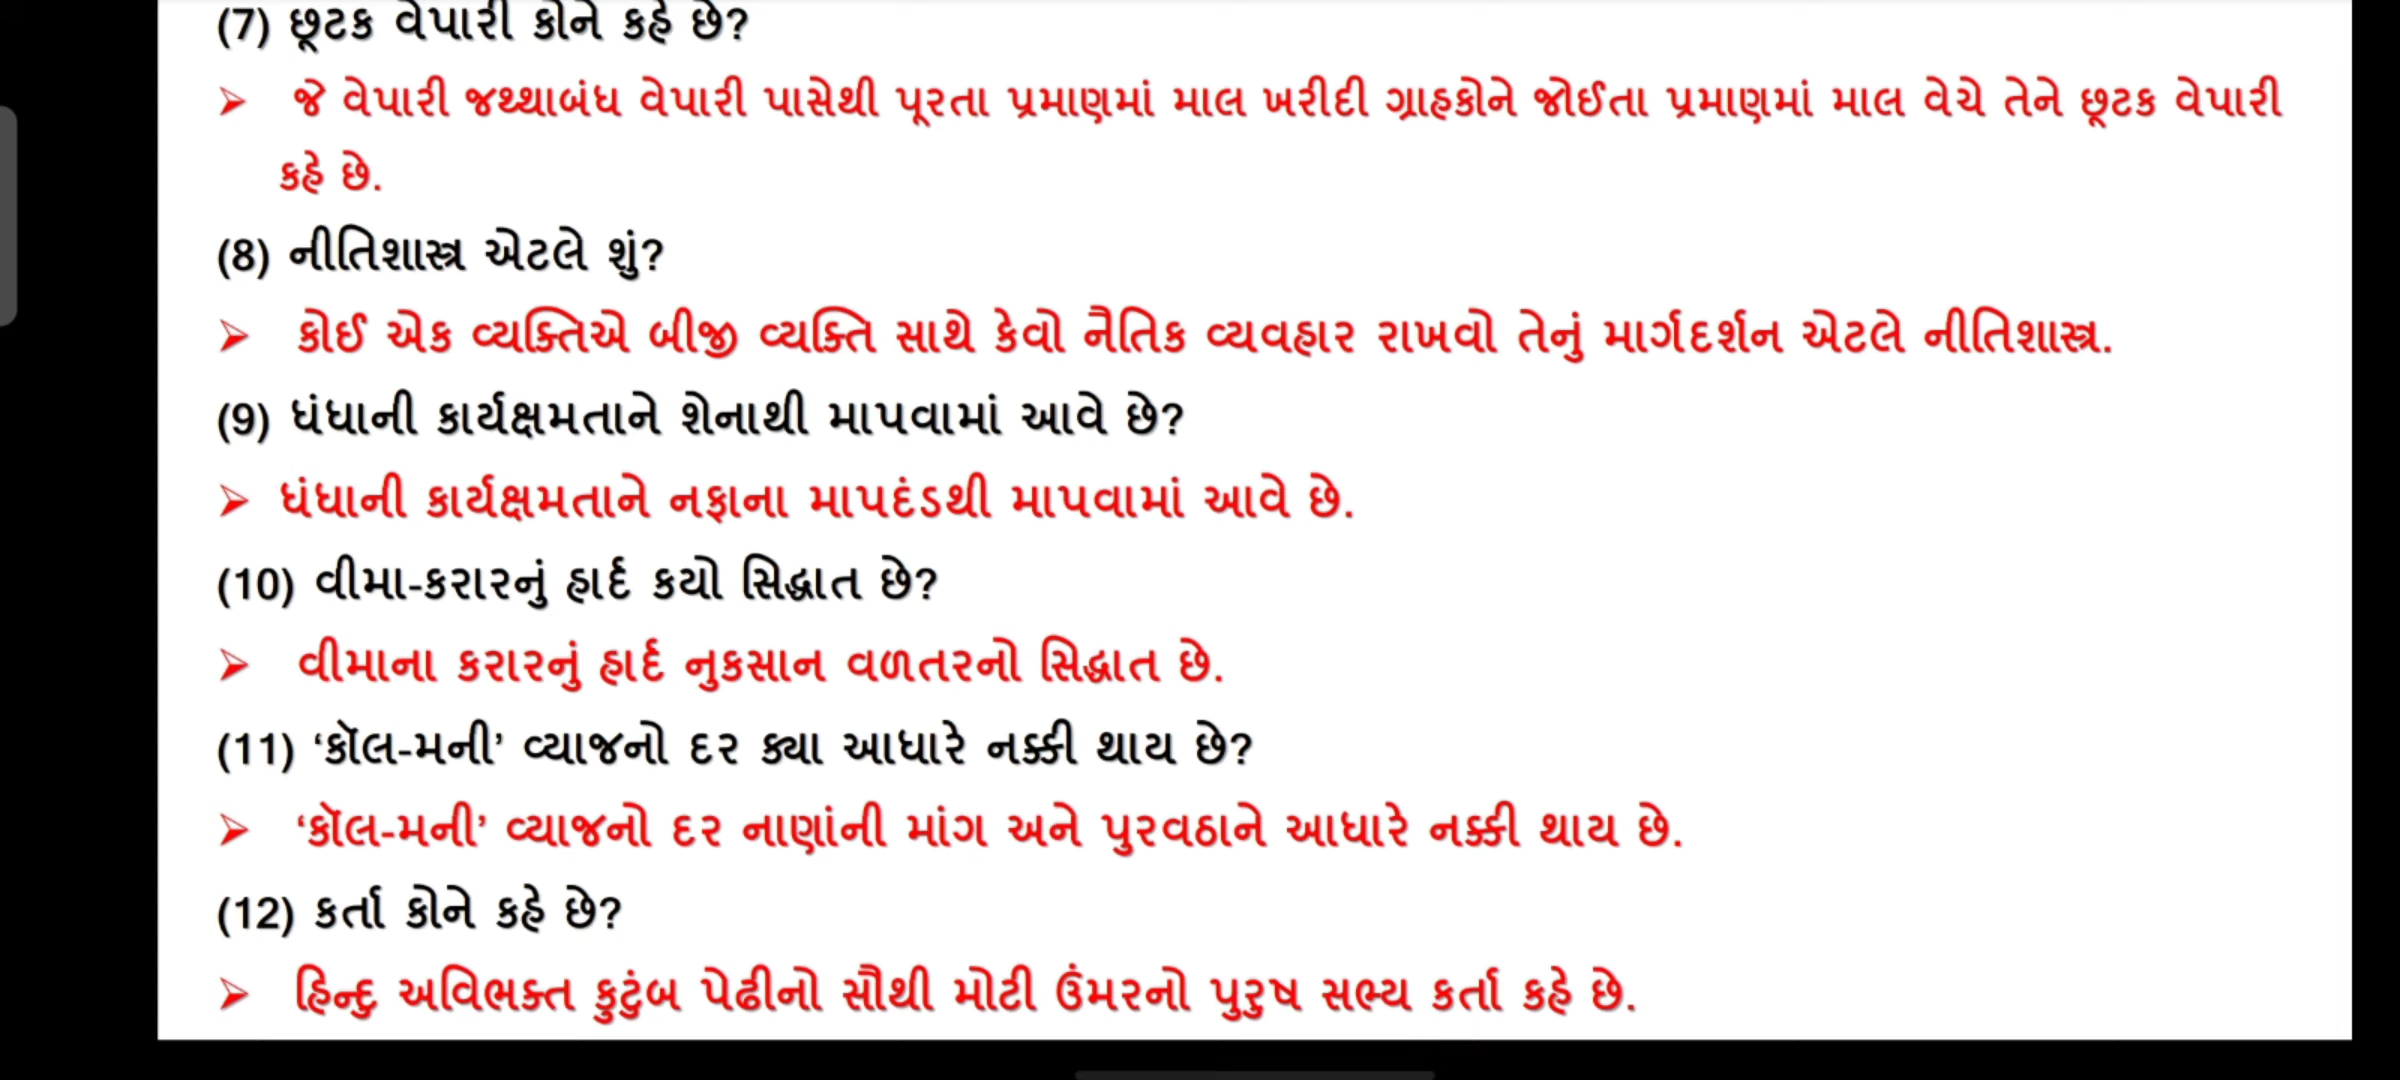 (7) છૂટક વેપારી કોને કહે છે?
➢ જે વેપારી જથ્થાબંધ વેપારી પાસેથી પૂરતા પ્રમાણમાં માલ ખરીદી ગ્રાહકોને જોઈતા પ્રમાણમાં માલ વેચે તેને છૂટક વેપારી
કહે છે.
(8) નીતિશાસ્ત્ર એટલે શું?
➢ કોઈ એક વ્યક્તિએ બીજી વ્યક્તિ સાથે કેવો નૈતિક વ્યવહાર રાખવો તેનું માર્ગદર્શન એટલે નીતિશાસ્ત્ર.
(9) ધંધાની કાર્યક્ષમતાને શેનાથી માપવામાં આવે છે?
➢ ધંધાની કાર્યક્ષમતાને નફાના માપદંડથી માપવામાં આવે છે.
(10) વીમા-કરારનું હાર્દ કયો સિદ્ધાત છે?
➢ વીમાના કરારનું હાર્દ નુકસાન વળતરનો સિદ્ધાત છે.
(11) ‘કૉલ-મની’ વ્યાજનો દર ક્યા આધારે નક્કી થાય છે?
➢ ‘કૉલ-મની’ વ્યાજનો દર નાણાંની માંગ અને પુરવઠાને આધારે નક્કી થાય છે.
(12) કર્તા કોને કહે છે?
➢ હિન્દુ અવિભક્ત કુટુંબ પેઢીનો સૌથી મોટી ઉંમરનો પુરુષ સભ્ય કર્તા કહે છે.